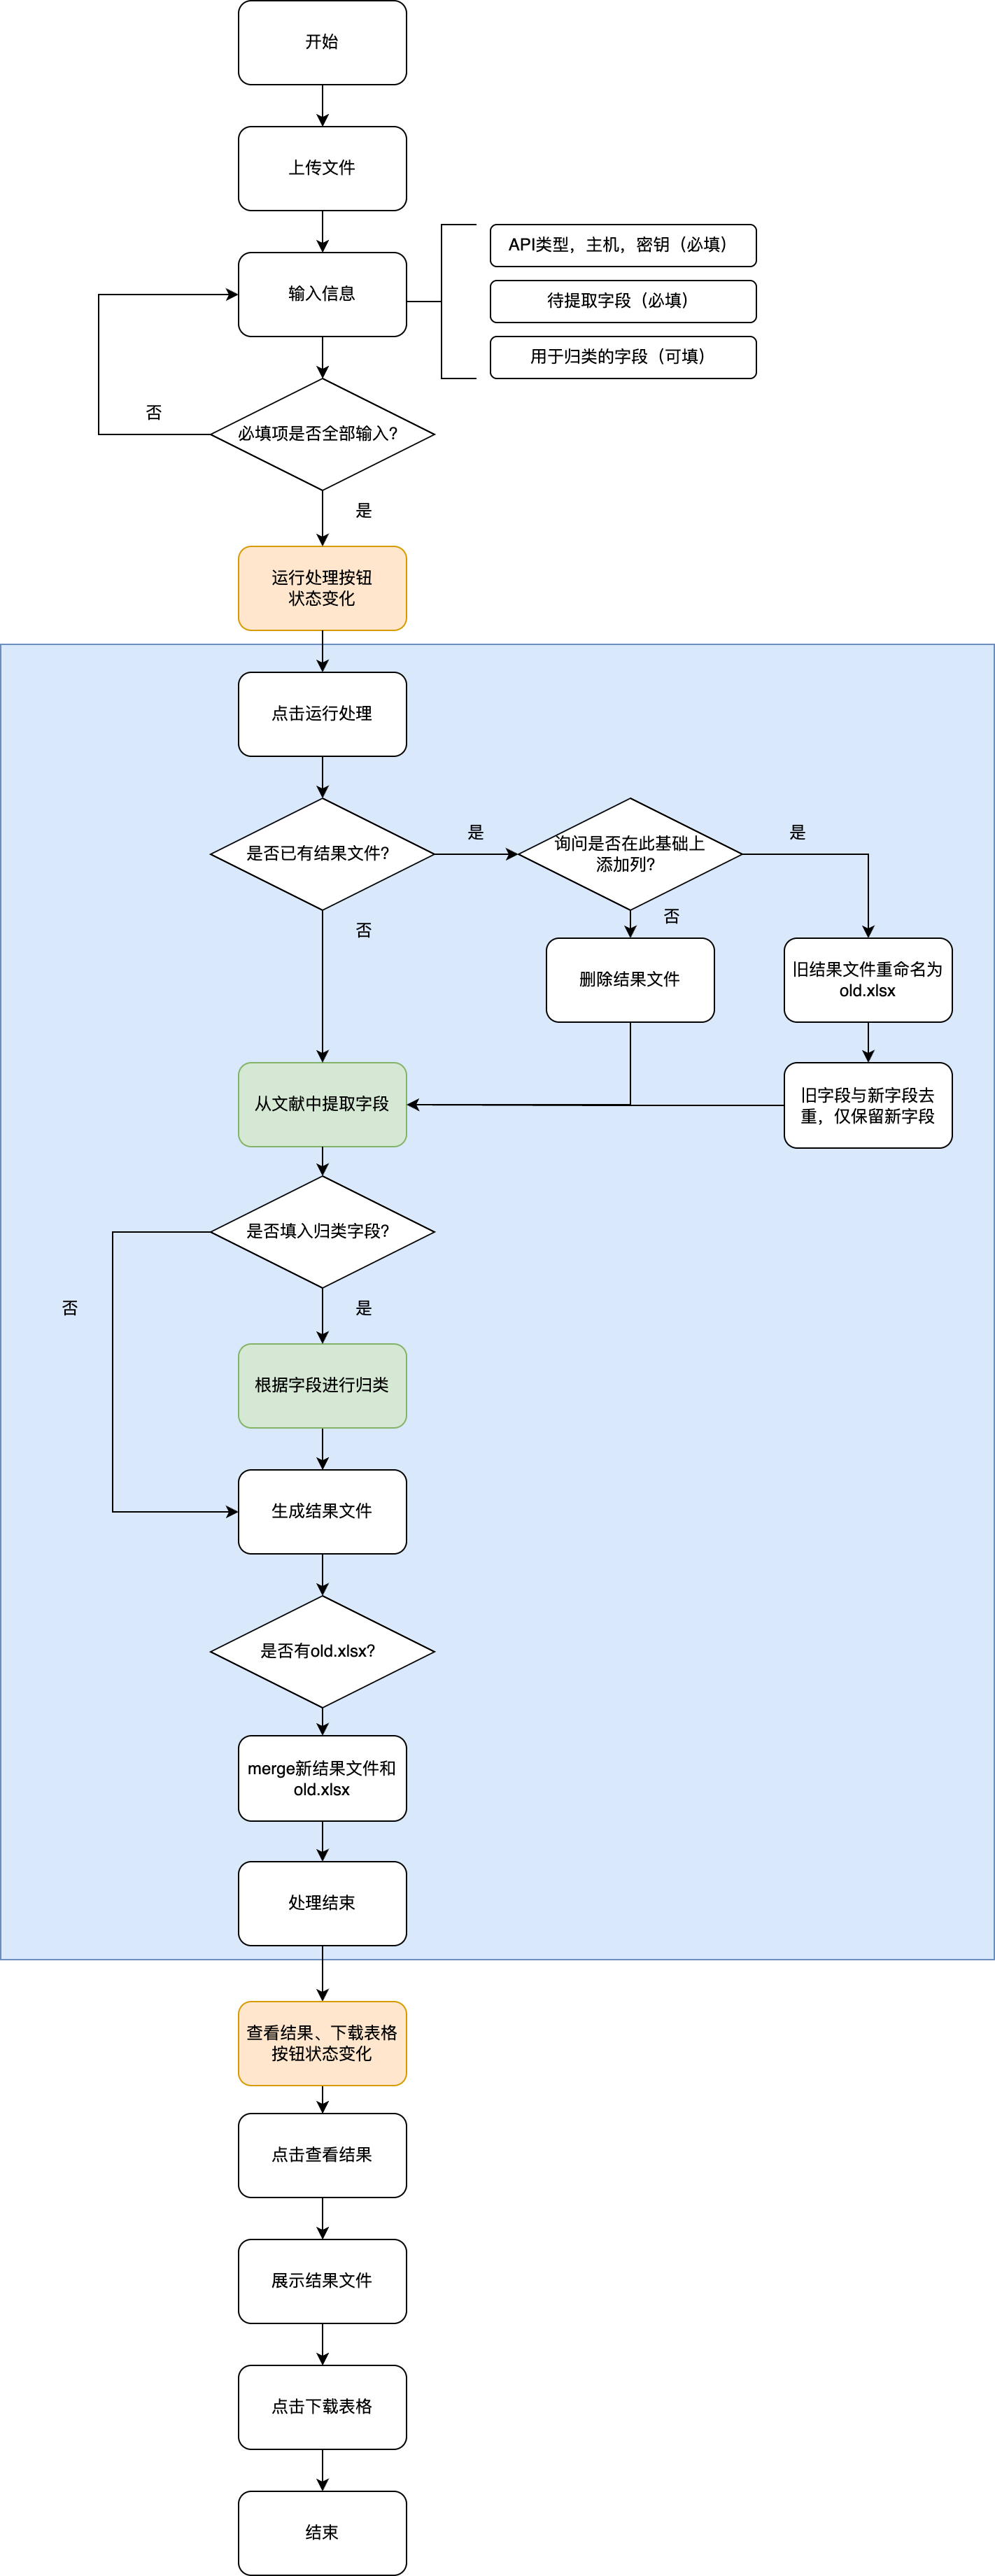 开始
上传文件
输入信息
API类型，主机，密钥（必填）
待提取字段（必填）
用于归类的字段（可填）
否
必填项是否全部输入?
是
运行处理按钮
状态变化
点击运行处理
是否已有结果文件?
是
询问是否在此基础上
添加列?
是
否
否
删除结果文件
旧结果文件重命名为
old.xlsx
从文献中提取字段
旧字段与新字段去
重，仅保留新字段
是否填入归类字段?
否
是
根据字段进行归类
生成结果文件
是否有old.xlsx?
merge新结果文件和
old.xlsx
处理结束
查看结果、下载表格
按钮状态变化
点击查看结果
展示结果文件
点击下载表格
结束